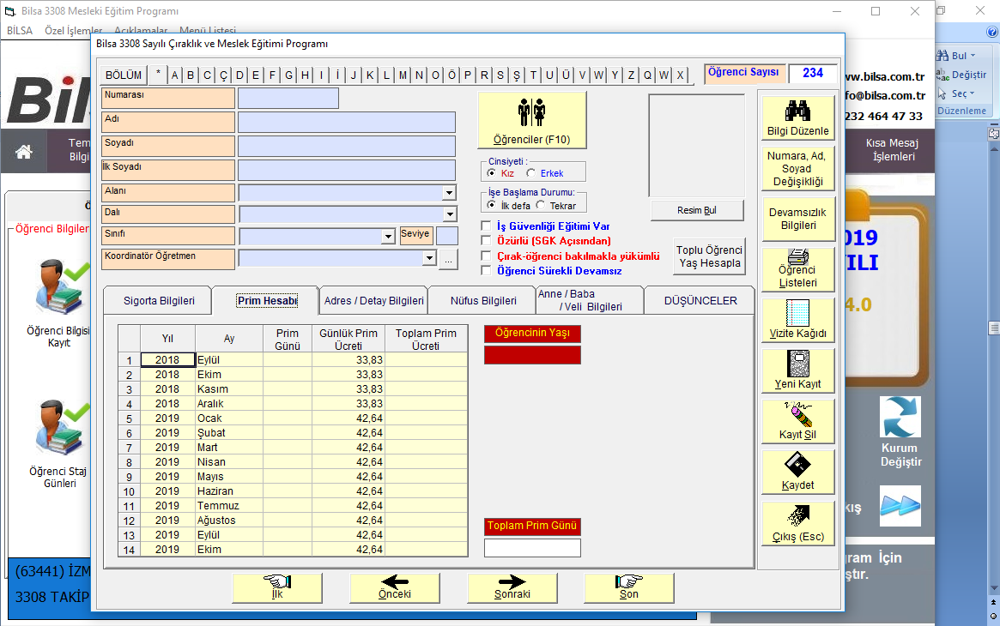 Bilsa 3308 Mesleki Eğitim Programı
BİLSA Özel İşlemler Açıklamalar Menü Listesi
Bul
Değiştir
Seç
Düzenleme
Bilsa 3308 Sayılı Çıraklık ve Meslek Eğitimi Programı
BÖLÜM * A B C Ç D E F G H I İ J K L M N O Ö P R S Ş T U Ü V W Y Z Q W X
Öğrenci Sayısı 234
ww.bilsa.com.tr
fo@bilsa.com.tr
232 464 47 33
Kısa Mesaj
İşlemleri
Tem
Bilgi
Numarası
Adı
Soyadı
İlk Soyadı
Alanı
Dalı
Sınıfı
Seviye
Koordinatör Öğretmen
...
Öğrenciler (F10)
Cinsiyeti :
Kız Erkek
İşe Başlama Durumu:
İlk defa Tekrar
İş Güvenliği Eğitimi Var
Özürlü (SGK Açısından)
Çırak-öğrenci bakılmakla yükümlü
Öğrenci Sürekli Devamsız
Resim Bul
Toplu Öğrenci
Yaş Hesapla
Bilgi Düzenle
Numara, Ad,
Soyad
Değişikliği
Devamsızlık
Bilgileri
Öğrenci
Listeleri
Vizite Kağıdı
Yeni Kayıt
Kayıt Sil
Kaydet
Çıkış (Esc)
Sigorta Bilgileri
Prim Hesabı
Adres / Detay Bilgileri
Nüfus Bilgileri
Anne / Baba
/ Veli Bilgileri
DÜŞÜNCELER
Yıl Ay Prim Günü Günlük Prim Ücreti Toplam Prim Ücreti
1 2018 Eylül 33,83
2 2018 Ekim 33,83
3 2018 Kasım 33,83
4 2018 Aralık 33,83
5 2019 Ocak 42,64
6 2019 Şubat 42,64
7 2019 Mart 42,64
8 2019 Nisan 42,64
9 2019 Mayıs 42,64
10 2019 Haziran 42,64
11 2019 Temmuz 42,64
12 2019 Ağustos 42,64
13 2019 Eylül 42,64
14 2019 Ekim 42,64
Öğrencinin Yaşı
Toplam Prim Günü
İlk
Önceki
Sonraki
Son
Öğrenci Bilgiler
Öğrenci Bilgisi
Kayıt
Öğrenci Staj
Günleri
(63441) İZM
3308 TAKİP
019
YILI
4.0
Kurum
Değiştir
kış
gram İçin
ştır.